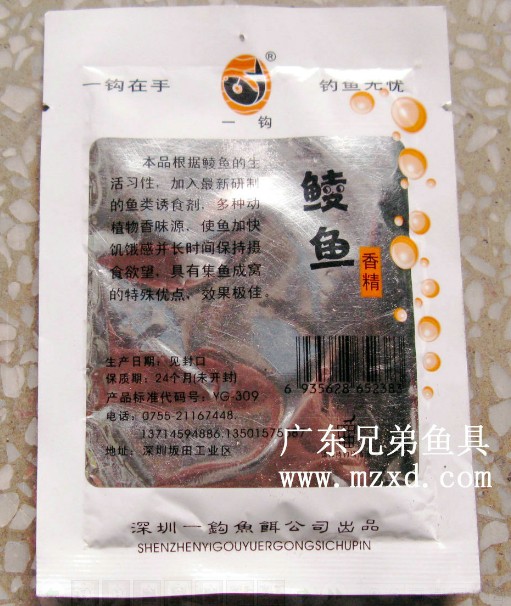 一钩在手
®
钓鱼无忧
一钩
本品根据鲮鱼的生
活习性，加入最新研制
的鱼类诱食剂，多种动
植物香味源，使鱼加快
饥饿感并长时间保持摄
食欲望，具有集鱼成窝
的特殊优点，效果极佳。
鲮鱼
香精
生产日期：见封口
保质期：24个月(未开封)
产品标准代码号：YG-309
电话：0755-21167448
13714594886.13501575587
地址：深圳坂田工业区
6 935628 652383
广东兄弟鱼具
www.mzxd.com
深圳一鈎魚餌公司出品
SHENZHENYIGOUYUERGONGSICHUPIN